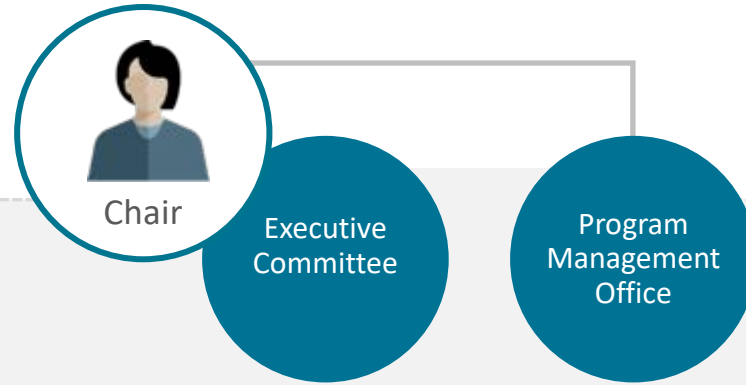 Chair
Executive
Committee
Program
Management
Office